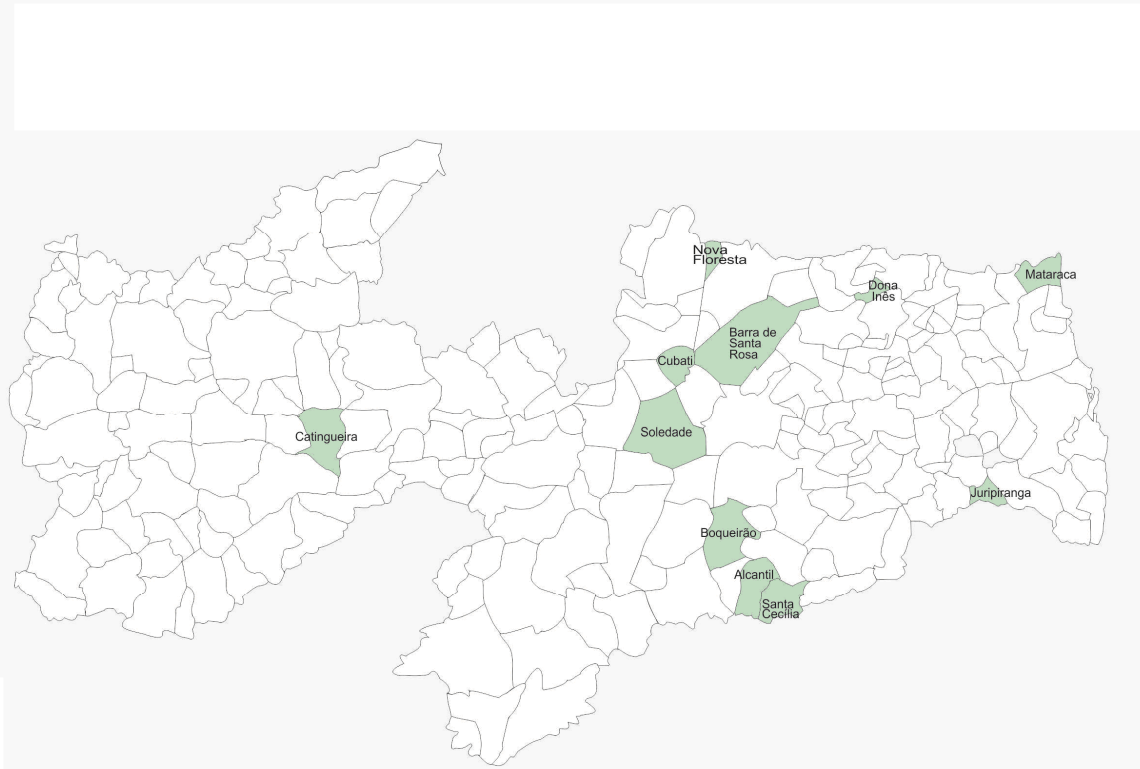 Nova
Floresta
Mataraca
Dona
Inês
Barra de
Santa
Rosa
Cubati
Soledade
Catingueira
Juripiranga
Boqueirão
Alcantil
Santa
Cecília